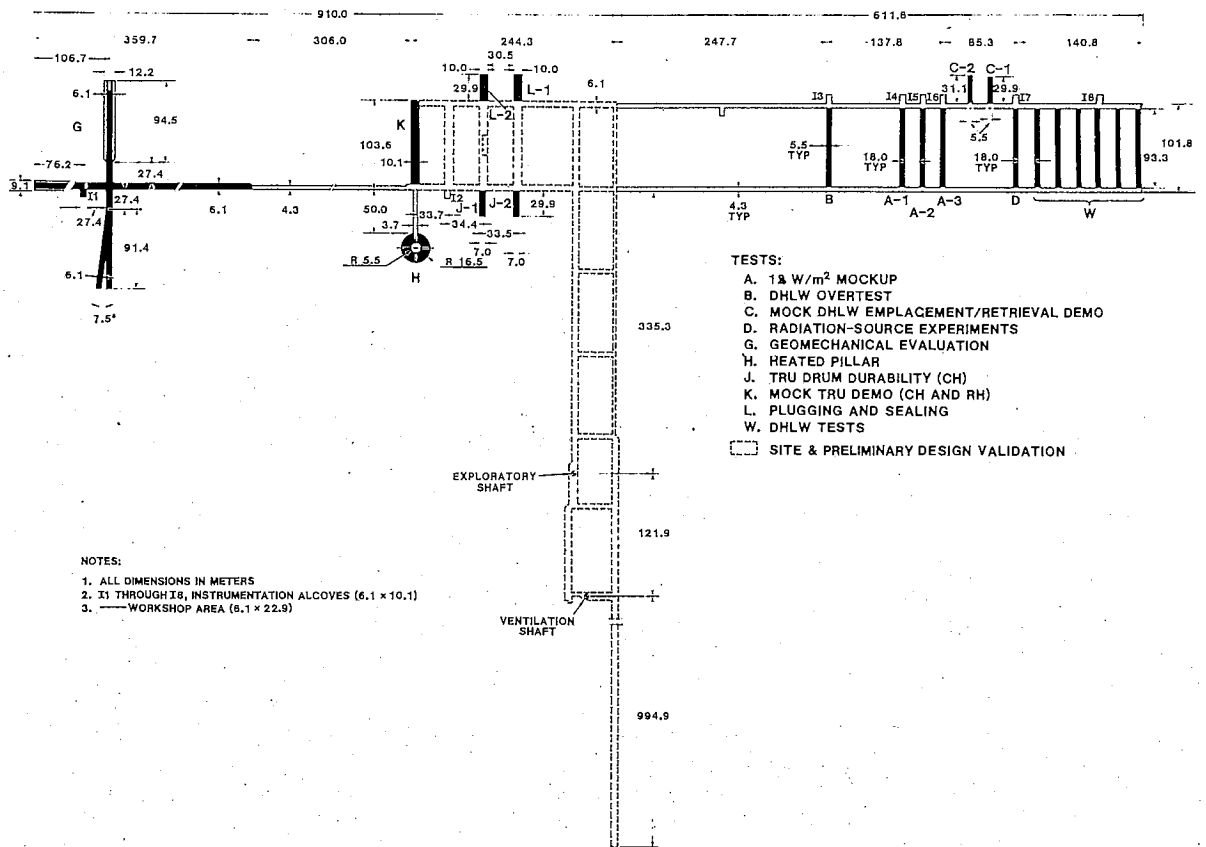 910.0 611.6
359.7 306.0 244.3 247.7 137.8 85.3 140.8
106.7 30.5
12.2 10.0 10.0 C-2 C-1
6.1 29.9 L-1 6.1 31.1 29.9
I3 I4 I5 I6 I7 I8
G 94.5 K L-2
103.6 5.5 TYP 5.5 101.8
76.2 10.1 18.0 TYP 18.0 TYP 93.3
27.4
9.1 I1 27.4 I2 29.9
6.1 4.3 50.0 33.7 J-1 J-2 4.3 TYP B A-1 A-3 D W
27.4 3.7 34.4 A-2
91.4 33.5
R 5.5 R 16.5 7.0 7.0
6.1 H
7.5°
TESTS:
A. 18 W/m² MOCKUP
B. DHLW OVERTEST
C. MOCK DHLW EMPLACEMENT/RETRIEVAL DEMO
D. RADIATION-SOURCE EXPERIMENTS
G. GEOMECHANICAL EVALUATION
H. HEATED PILLAR
J. TRU DRUM DURABILITY (CH)
K. MOCK TRU DEMO (CH AND RH)
L. PLUGGING AND SEALING
W. DHLW TESTS
SITE & PRELIMINARY DESIGN VALIDATION
335.3
EXPLORATORY
SHAFT
121.9
NOTES:
1. ALL DIMENSIONS IN METERS
2. I1 THROUGH I8, INSTRUMENTATION ALCOVES (6.1 × 10.1)
3. WORKSHOP AREA (6.1 × 22.9)
VENTILATION
SHAFT
994.9